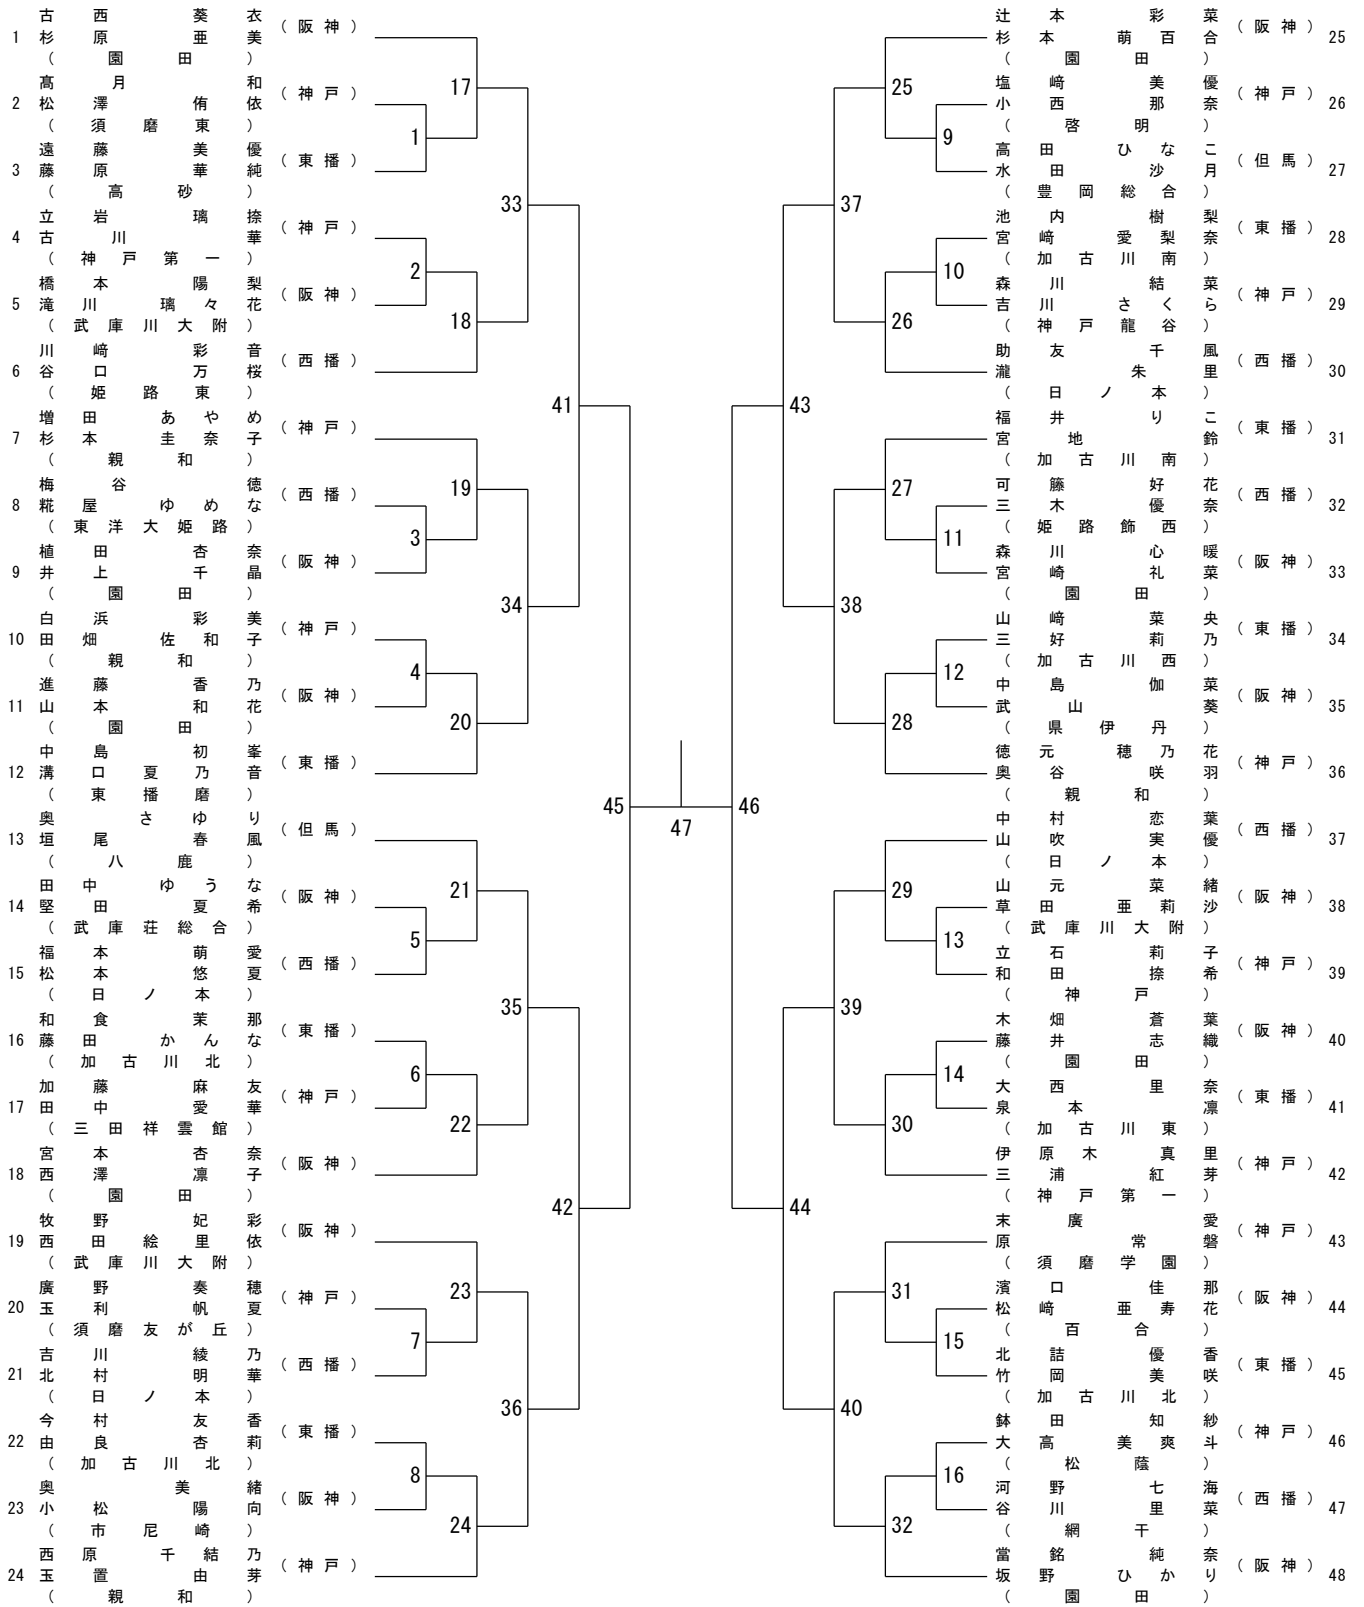 古西 葵衣
1 杉原 亜美 (阪神)
(園田)
髙月 和
2 松澤 侑依 (神戸)
(須磨東)
遠藤 美優
3 藤原 華純 (東播)
(高砂)
立岩 璃捺
4 古川 華 (神戸)
(神戸第一)
橋本 陽梨
5 滝川 璃々花 (阪神)
(武庫川大附)
川﨑 彩音
6 谷口 万桜 (西播)
(姫路東)
増田 あやめ
7 杉本 圭奈子 (神戸)
(親和)
梅谷 徳
8 糀屋 ゆめな (西播)
(東洋大姫路)
植田 杏奈
9 井上 千晶 (阪神)
(園田)
白浜 彩美
10 田畑 佐和子 (神戸)
(親和)
進藤 香乃
11 山本 和花 (阪神)
(園田)
中島 初峯
12 溝口 夏乃音 (東播)
(東播磨)
奥 さゆり
13 垣尾 春風 (但馬)
(八鹿)
田中 ゆうな
14 堅田 夏希 (阪神)
(武庫荘総合)
福本 萌愛
15 松本 悠夏 (西播)
(日ノ本)
和食 茉那
16 藤田 かんな (東播)
(加古川北)
加藤 麻友
17 田中 愛華 (神戸)
(三田祥雲館)
宮本 杏奈
18 西澤 凛子 (阪神)
(園田)
牧野 妃彩
19 西田 絵里依 (阪神)
(武庫川大附)
廣野 奏穂
20 玉利 帆夏 (神戸)
(須磨友が丘)
吉川 綾乃
21 北村 明華 (西播)
(日ノ本)
今村 友香
22 由良 杏莉 (東播)
(加古川北)
奥 美緒
23 小松 陽向 (阪神)
(市尼崎)
西原 千結乃
24 玉置 由芽 (神戸)
(親和)
17
1
33
2
18
41
19
3
34
4
20
45
21
5
35
6
22
42
23
7
36
8
24
47
46
25
9
37
10
26
43
27
11
38
12
28
29
13
39
14
30
44
31
15
40
16
32
辻本 彩菜
杉本 萌百合 (阪神) 25
(園田)
塩﨑 美優
小西 那奈 (神戸) 26
(啓明)
高田 ひなこ
水田 沙月 (但馬) 27
(豊岡総合)
池内 樹梨
宮﨑 愛梨奈 (東播) 28
(加古川南)
森川 結菜
吉川 さくら (神戸) 29
(神戸龍谷)
助友 千風
瀧 朱里 (西播) 30
(日ノ本)
福井 りこ
宮地 鈴 (東播) 31
(加古川南)
可籐 好花
三木 優奈 (西播) 32
(姫路飾西)
森川 心暖
宮崎 礼菜 (阪神) 33
(園田)
山﨑 菜央
三好 莉乃 (東播) 34
(加古川西)
中島 伽菜
武山 葵 (阪神) 35
(県伊丹)
徳元 穂乃花
奥谷 咲羽 (神戸) 36
(親和)
中村 恋葉
山吹 実優 (西播) 37
(日ノ本)
山元 菜緒
草田 亜莉沙 (阪神) 38
(武庫川大附)
立石 莉子
和田 捺希 (神戸) 39
(神戸)
木畑 蒼葉
藤井 志織 (阪神) 40
(園田)
大西 里奈
泉本 凛 (東播) 41
(加古川東)
伊原木 真里
三浦 紅芽 (神戸) 42
(神戸第一)
末廣 愛
原 常磐 (神戸) 43
(須磨学園)
濱口 佳那
松﨑 亜寿花 (阪神) 44
(百合)
北詰 優香
竹岡 美咲 (東播) 45
(加古川北)
鉢田 知紗
大高 美爽斗 (神戸) 46
(松蔭)
河野 七海
谷川 里菜 (西播) 47
(網干)
當銘 純奈
坂野 ひかり (阪神) 48
(園田)